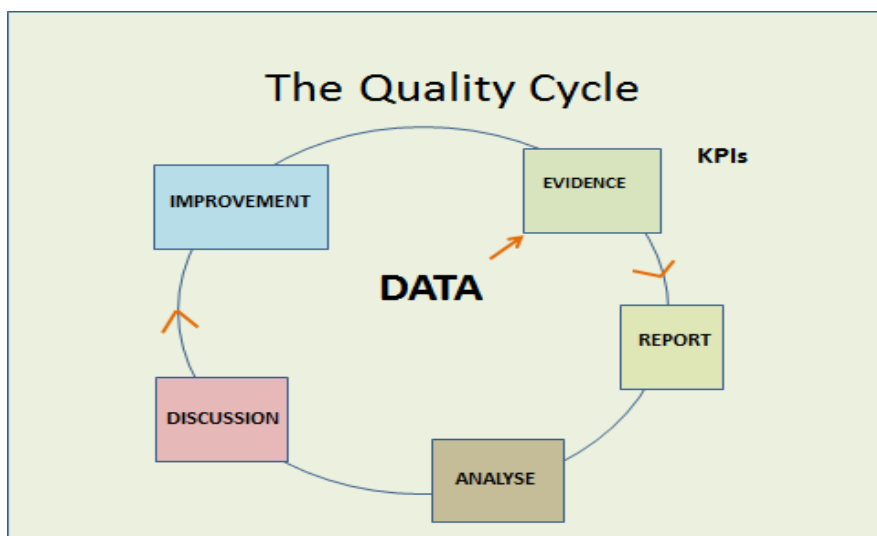 The Quality Cycle
KPIs
EVIDENCE
IMPROVEMENT
DATA
REPORT
DISCUSSION
ANALYSE